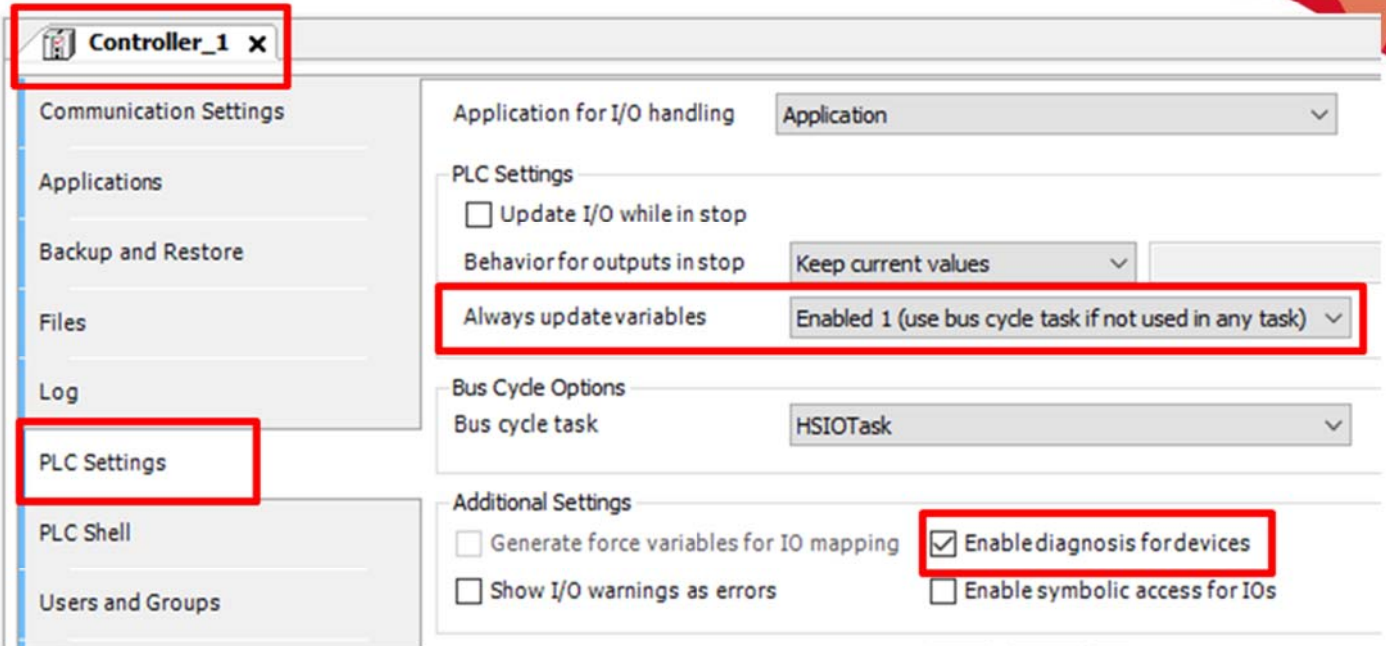 Controller_1 x
Communication Settings
Applications
Backup and Restore
Files
Log
PLC Settings
PLC Shell
Users and Groups
Application for I/O handling Application
PLC Settings
Update I/O while in stop
Behavior for outputs in stop Keep current values
Always update variables Enabled 1 (use bus cycle task if not used in any task)
Bus Cycle Options
Bus cycle task HSIOTask
Additional Settings
Generate force variables for IO mapping Enable diagnosis for devices
Show I/O warnings as errors Enable symbolic access for IOs